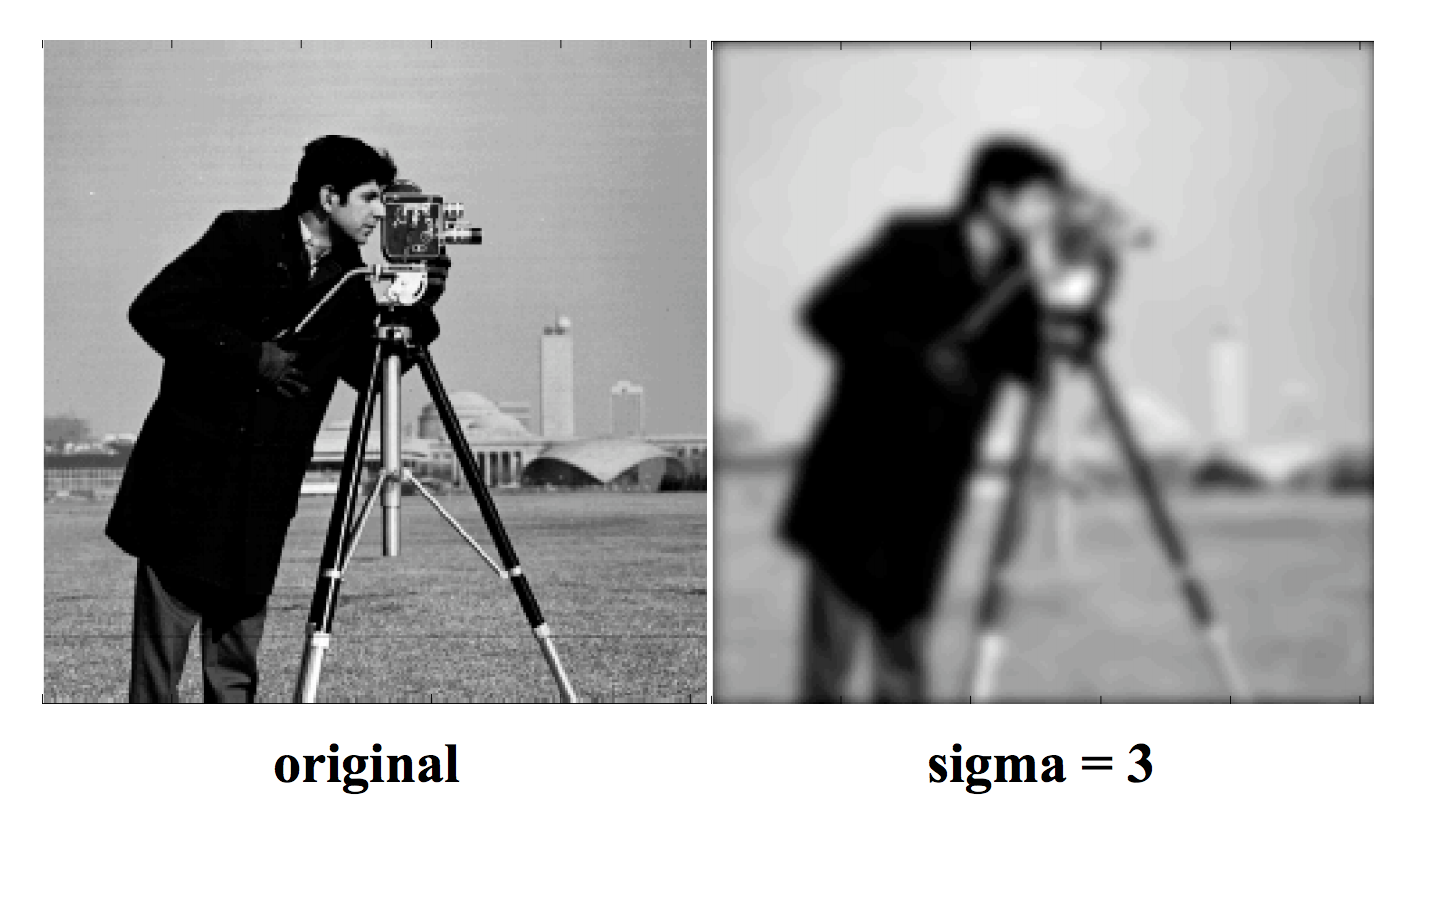 original
sigma = 3